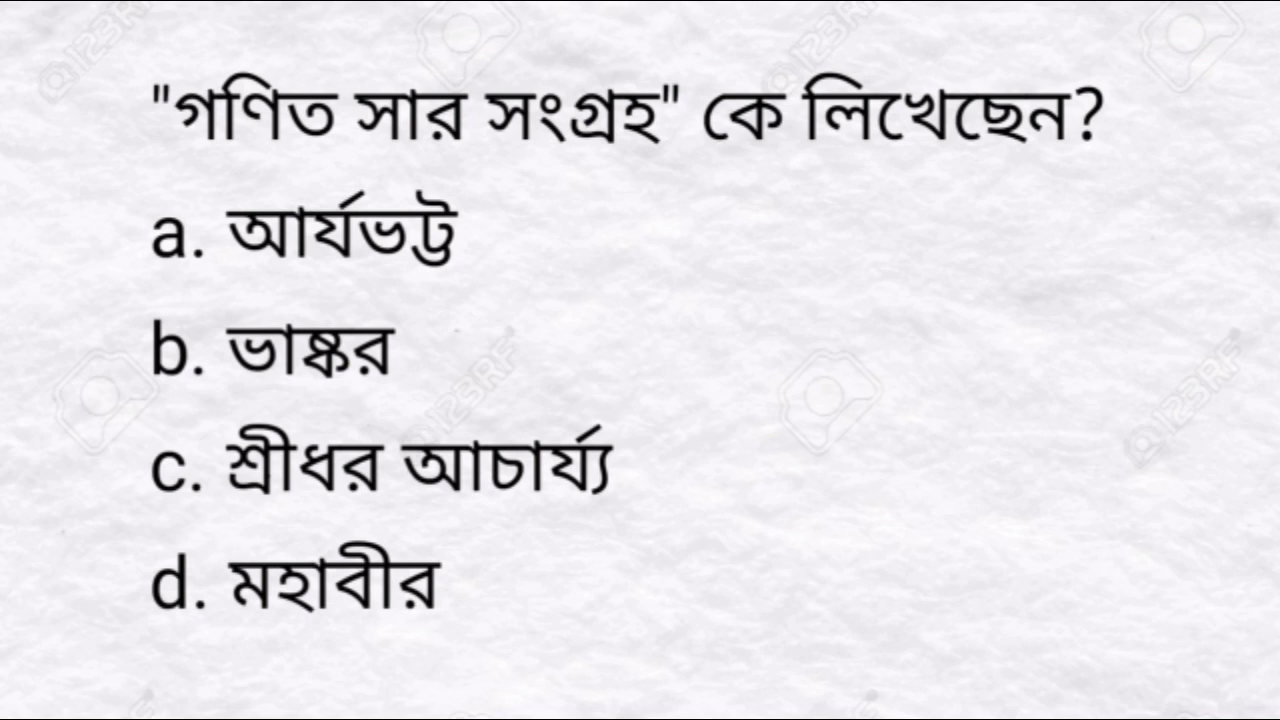 "গণিত সার সংগ্রহ" কে লিখেছেন?
a. আর্যভট্ট
b. ভাষ্কর
c. শ্রীধর আচার্য্য
d. মহাবীর